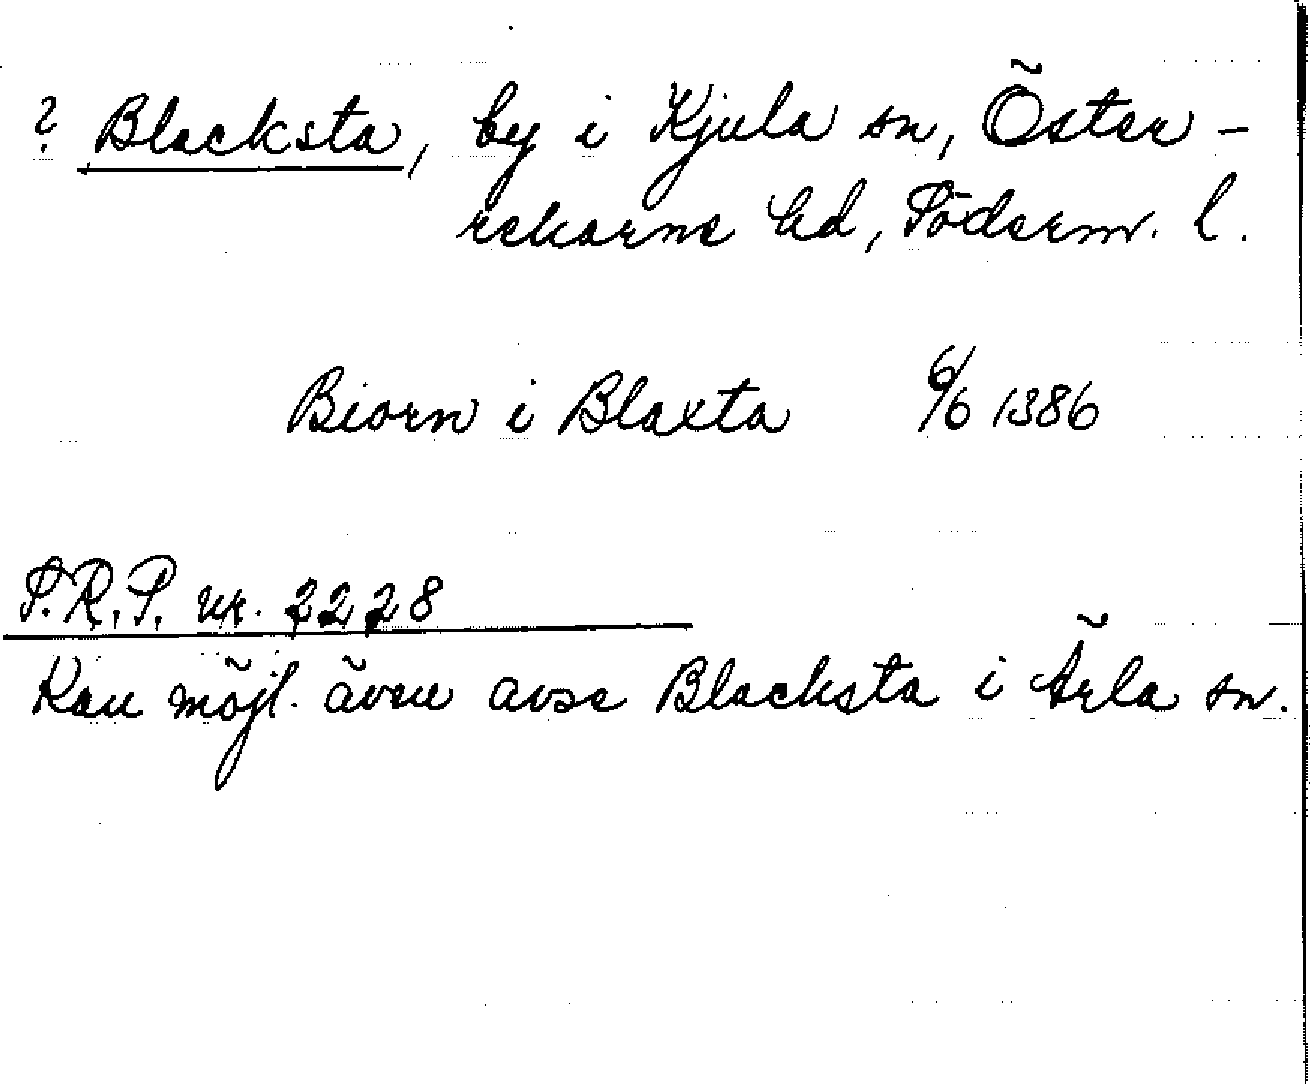 ? Blacksta, by i Kjula sn, Öster-
rekarne hd, Söderm. l.
Biorn i Blaxta 6/6 1386
S.R.P. nr. 2228
Kan möjl. även avse Blacksta i Ärla sn.